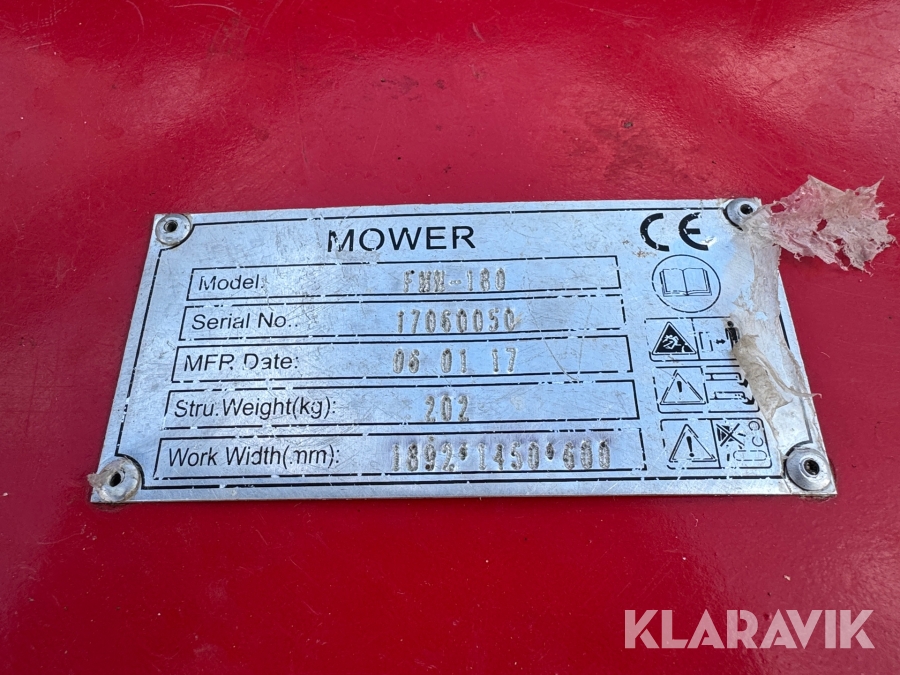 MOWER
CE
Model: FMN-180
Serial No.: 17060050
MFR. Date: 06 01 17
Stru.Weight(kg): 202
Work Width(mm): 1892*1450*600
KLARAVIK